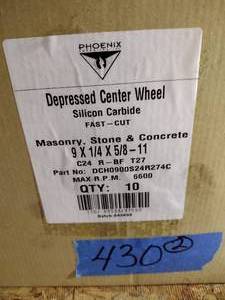 PHOENIX
Depressed Center Wheel
Silicon Carbide
FAST-CUT
Masonry, Stone & Concrete
9 X 1/4 X 5/8-11
C24 R-BF T27
Part No: DCH0900S24R274C
MAX R.P.M. 6600
QTY: 10
430 2